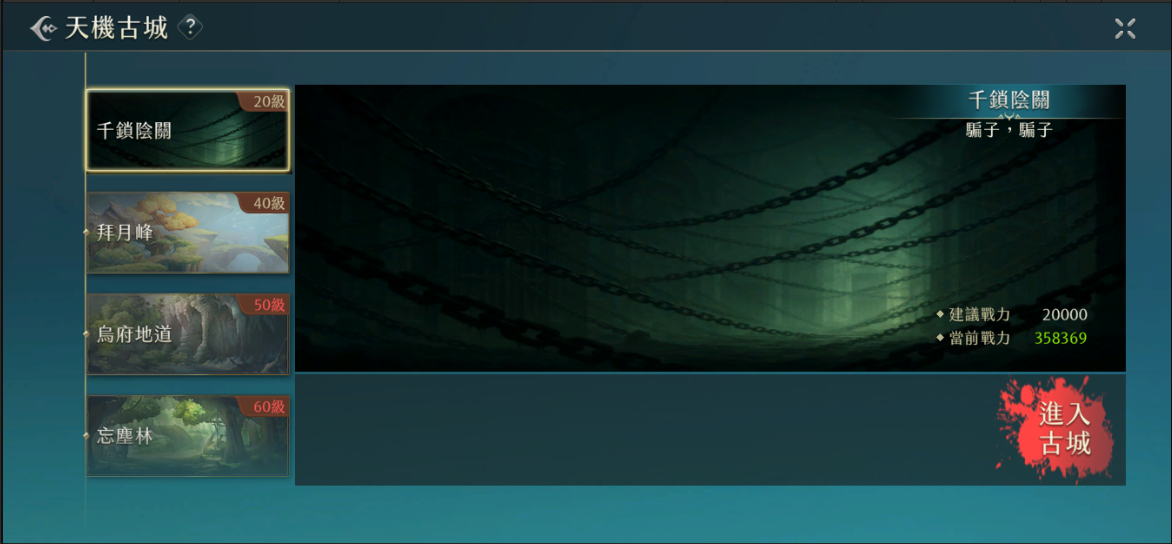 天機古城 ?
20級
千鎖陰關
40級
拜月峰
50級
烏府地道
60級
忘塵林
千鎖陰關
騙子，騙子
建議戰力 20000
當前戰力 358369
進入
古城